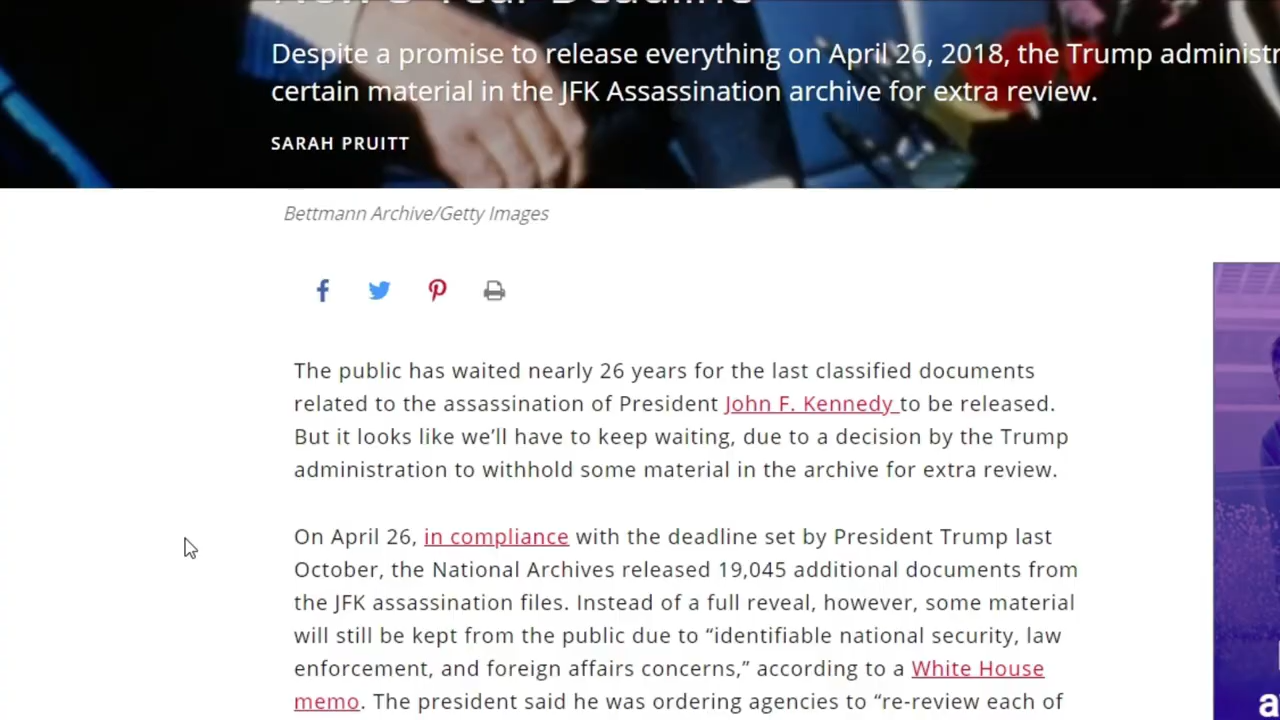 Despite a promise to release everything on April 26, 2018, the Trump
certain material in the JFK Assassination archive for extra review.
SARAH PRUITT
Bettmann Archive/Getty Images
The public has waited nearly 26 years for the last classified documents
related to the assassination of President John F. Kennedy to be released.
But it looks like we’ll have to keep waiting, due to a decision by the Trump
administration to withhold some material in the archive for extra review.
On April 26, in compliance with the deadline set by President Trump last
October, the National Archives released 19,045 additional documents from
the JFK assassination files. Instead of a full reveal, however, some material
will still be kept from the public due to “identifiable national security, law
enforcement, and foreign affairs concerns,” according to a White House
memo. The president said he was ordering agencies to “re-review each of